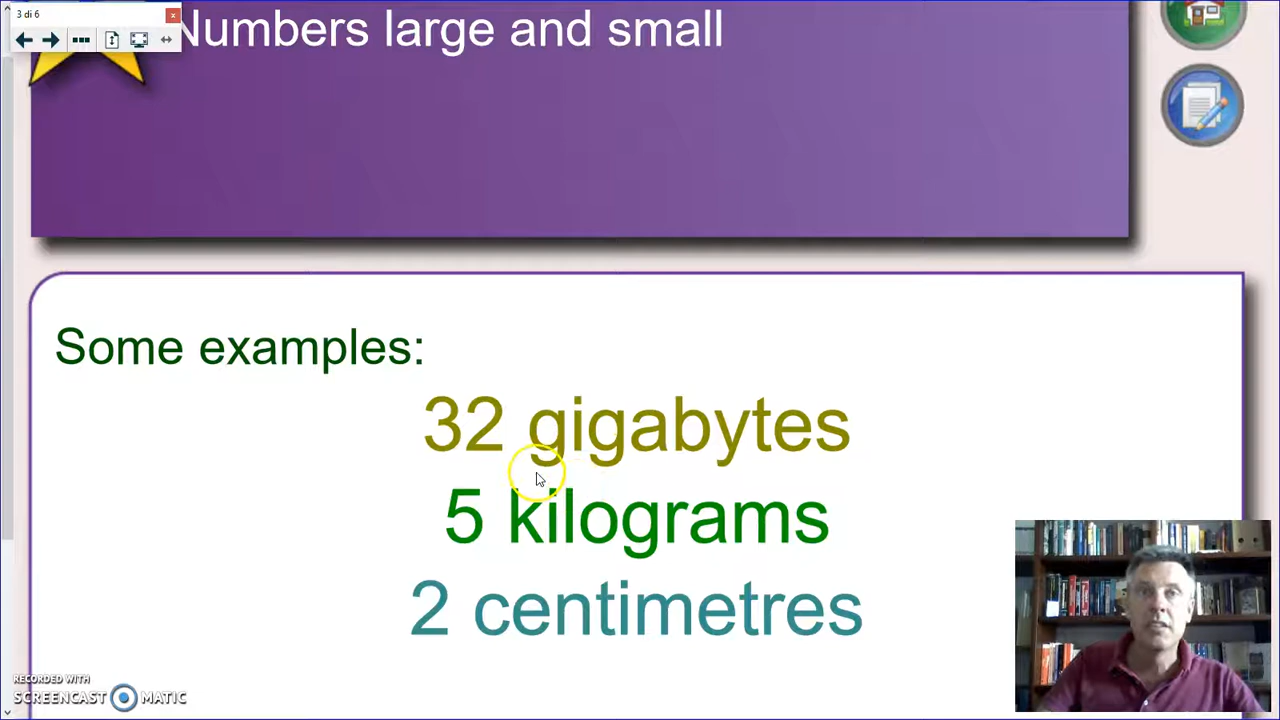 3 di 6
Numbers large and small
Some examples:
32 gigabytes
5 kilograms
2 centimetres
RECORDED WITH
SCREENCAST MATIC